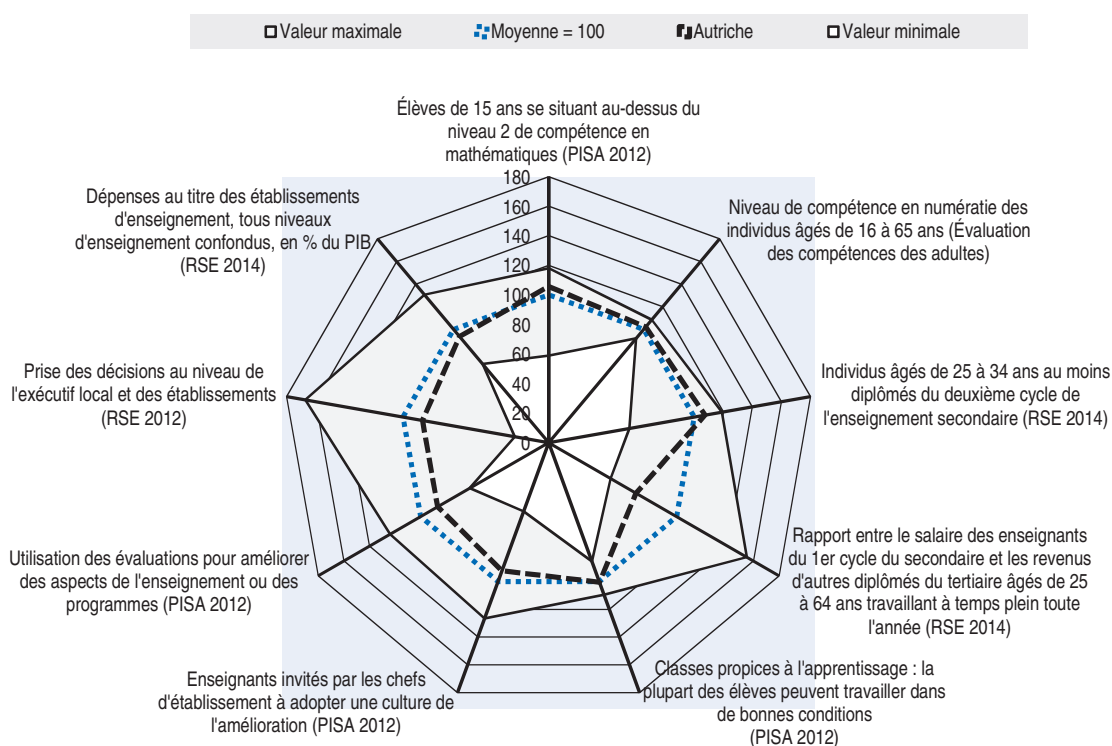 Valeur maximale
Moyenne = 100
Autriche
Valeur minimale
Élèves de 15 ans se situant au-dessus du
niveau 2 de compétence en
mathématiques (PISA 2012)
Niveau de compétence en numératie des
individus âgés de 16 à 65 ans (Évaluation
des compétences des adultes)
Individus âgés de 25 à 34 ans au moins
diplômés du deuxième cycle de
l'enseignement secondaire (RSE 2014)
Rapport entre le salaire des enseignants
du 1er cycle du secondaire et les revenus
d'autres diplômés du tertiaire âgés de 25
à 64 ans travaillant à temps plein toute
l'année (RSE 2014)
Classes propices à l'apprentissage : la
plupart des élèves peuvent travailler dans
de bonnes conditions
(PISA 2012)
Enseignants invités par les chefs
d'établissement à adopter une culture de
l'amélioration (PISA 2012)
Utilisation des évaluations pour améliorer
des aspects de l'enseignement ou des
programmes (PISA 2012)
Prise des décisions au niveau de
l'exécutif local et des établissements
(RSE 2012)
Dépenses au titre des établissements
d'enseignement, tous niveaux
d'enseignement confondus, en % du PIB
(RSE 2014)
180
160
140
120
100
80
60
40
20
0